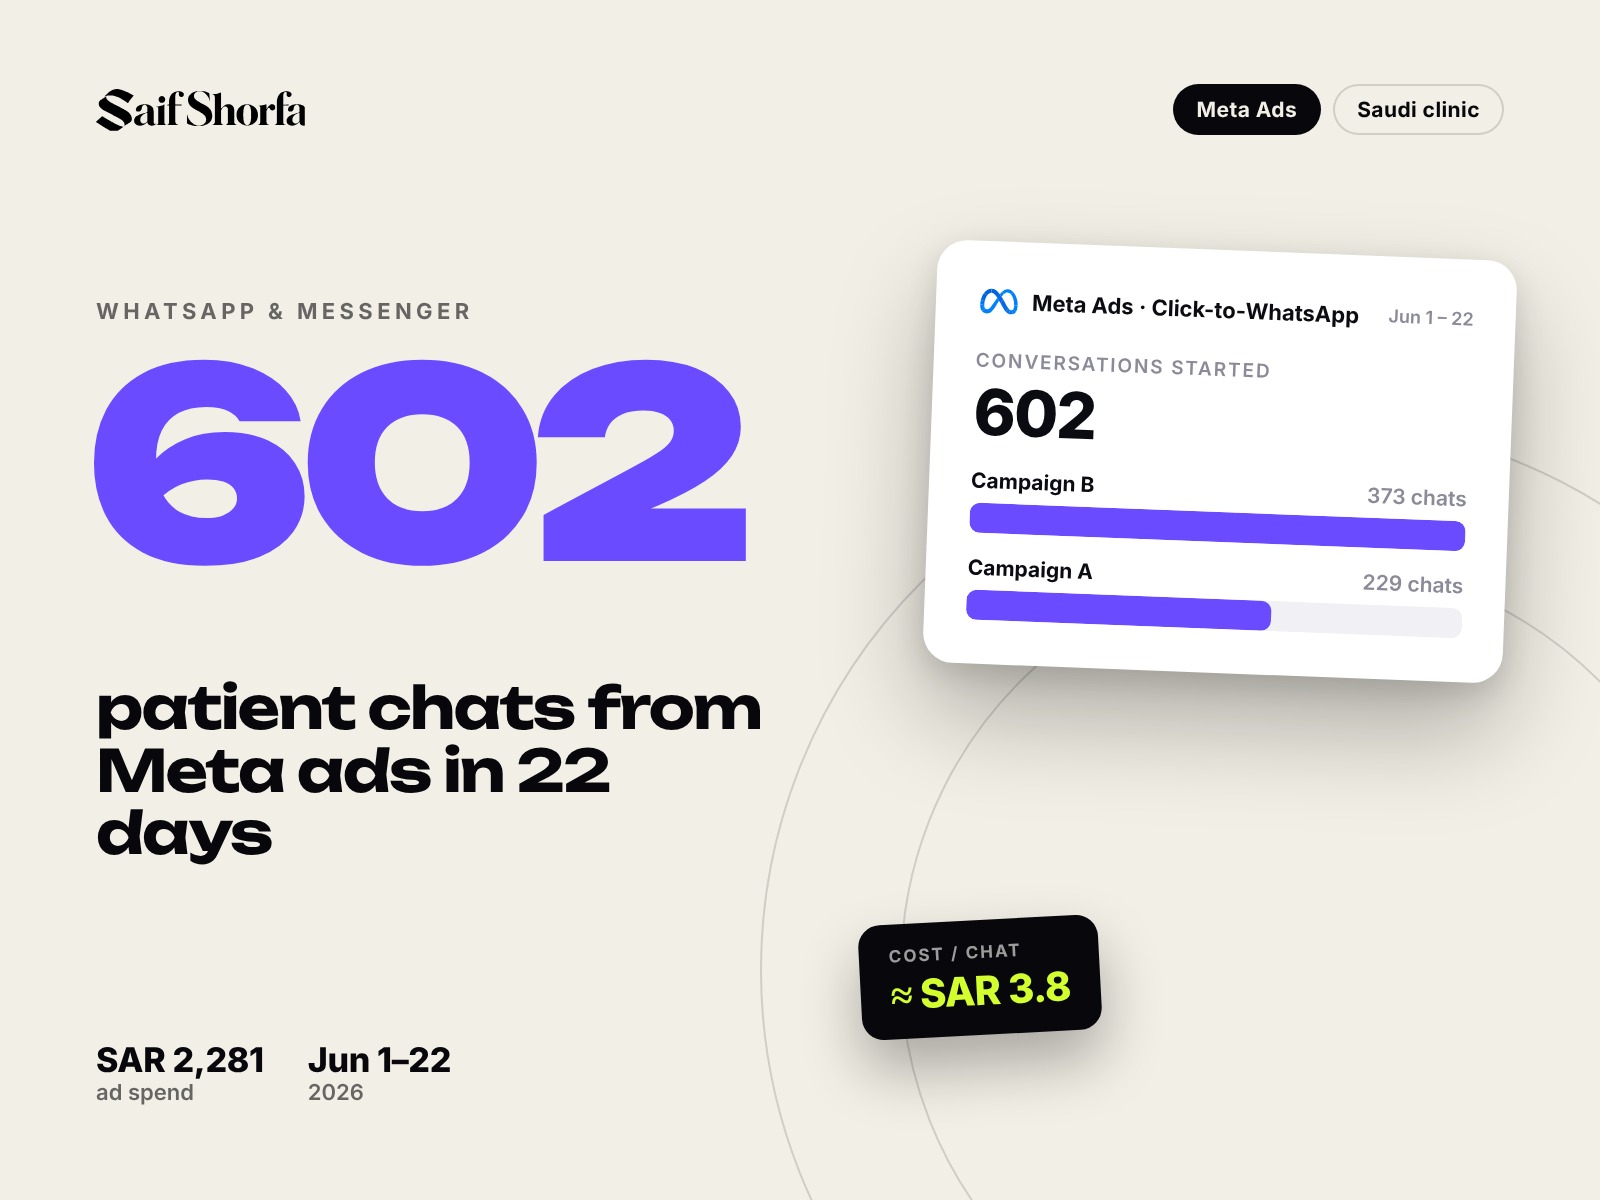 Saif Shorfa
Meta Ads
Saudi clinic
WHATSAPP & MESSENGER
602
patient chats from
Meta ads in 22
days
SAR 2,281
ad spend
Jun 1–22
2026
Meta Ads · Click-to-WhatsApp
Jun 1 – 22
CONVERSATIONS STARTED
602
Campaign B
373 chats
Campaign A
229 chats
COST / CHAT
≈ SAR 3.8